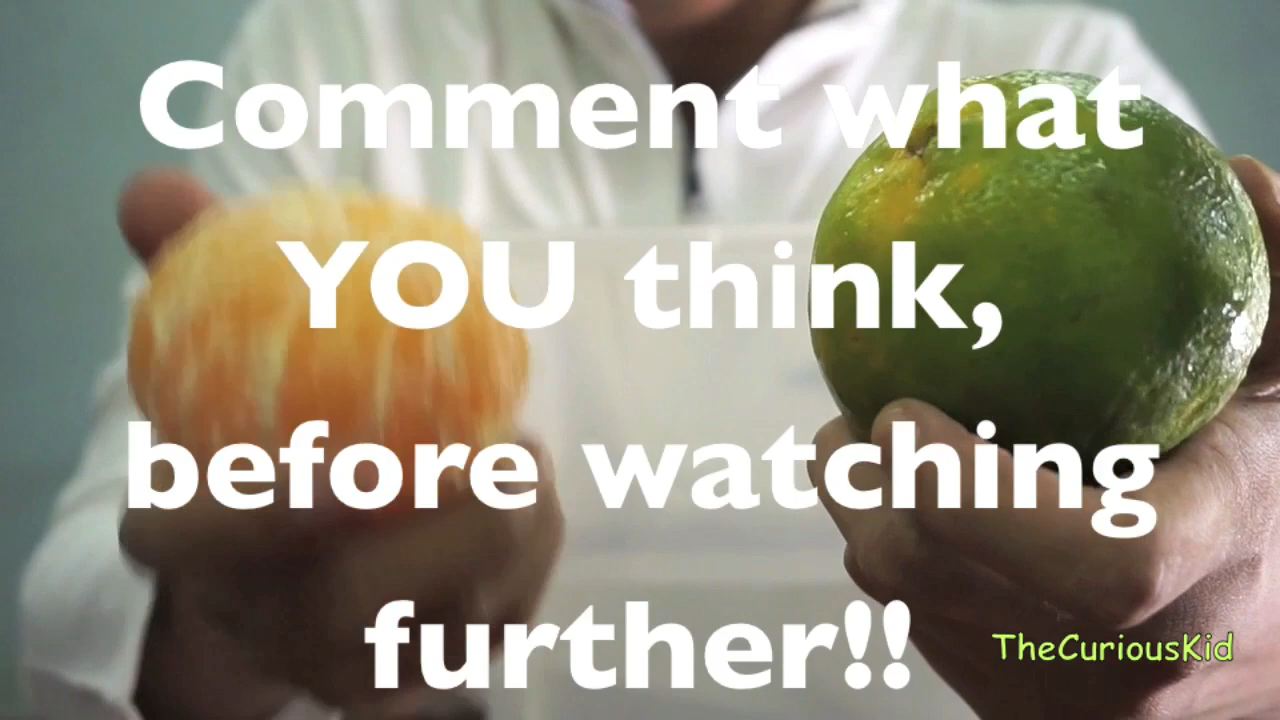 Comment what
YOU think,
before watching
further!!
TheCuriousKid